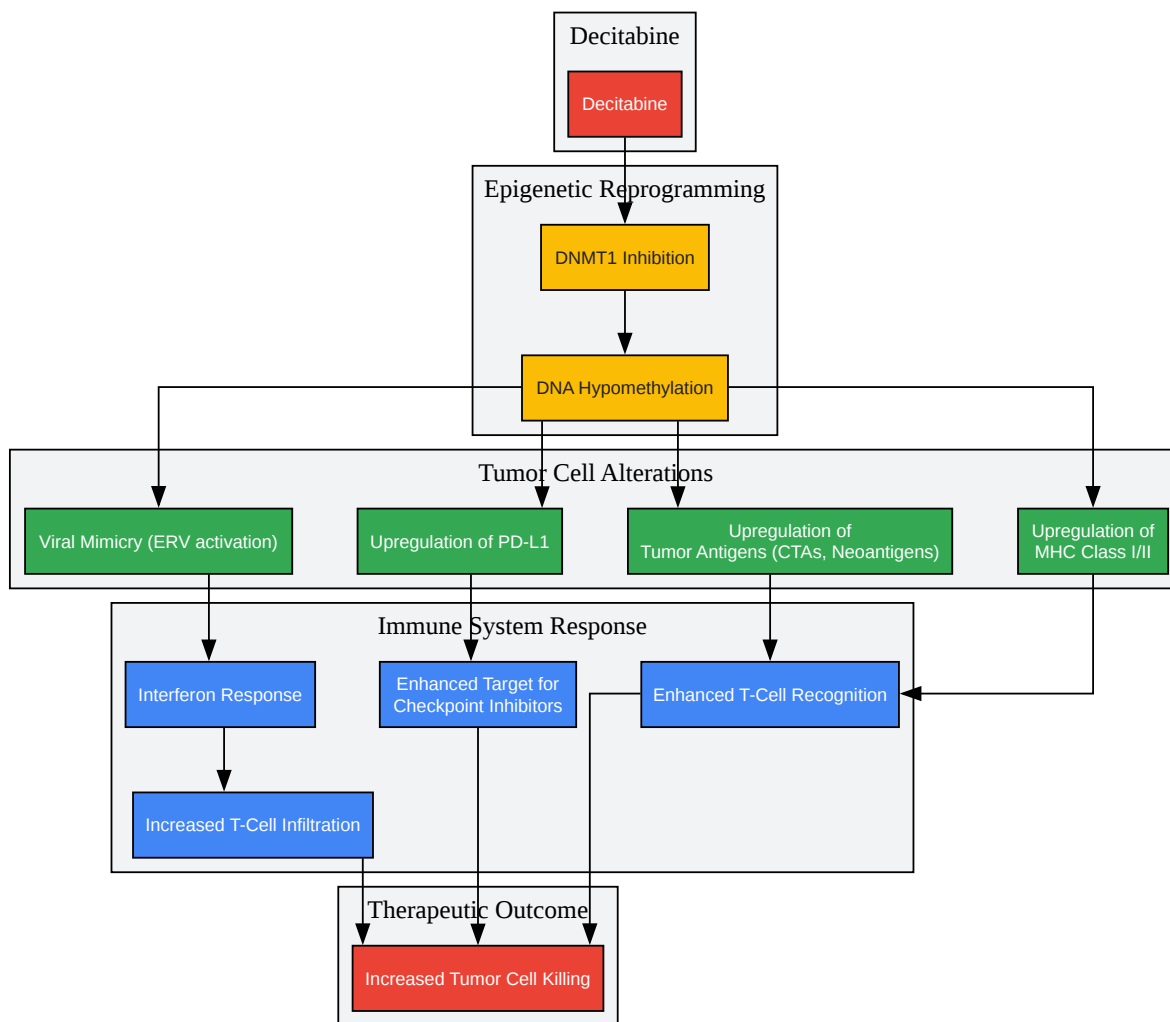 Decitabine
Decitabine
Epigenetic Reprogramming
DNMT1 Inhibition
DNA Hypomethylation
Tumor Cell Alterations
Viral Mimicry (ERV activation)
Upregulation of PD-L1
Upregulation of
Tumor Antigens (CTAs, Neoantigens)
Upregulation of
MHC Class I/II
Immune System Response
Interferon Response
Enhanced Target for
Checkpoint Inhibitors
Enhanced T-Cell Recognition
Increased T-Cell Infiltration
Therapeutic Outcome
Increased Tumor Cell Killing